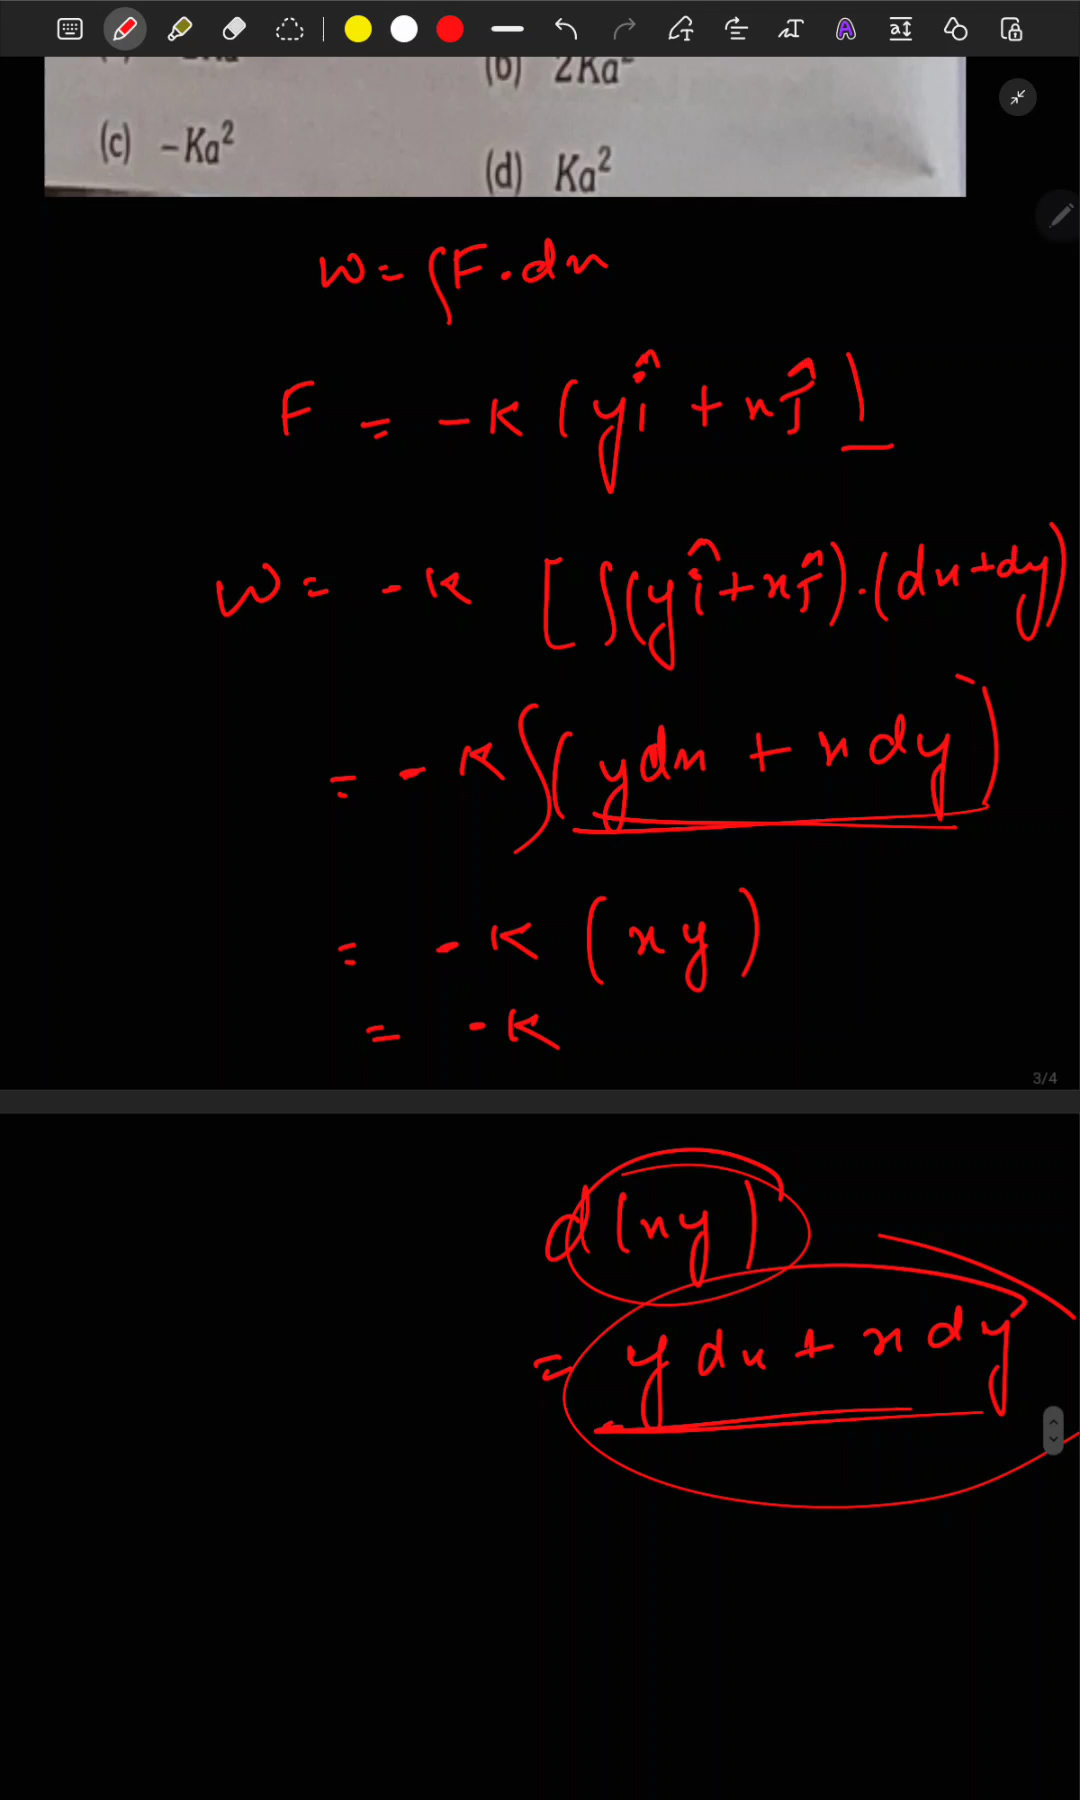 (b) 2Ka²
(c) -Ka²
(d) Ka²
W = ∫F.dx
F = -K (yî + xĵ)
W = -K [∫(yî+xĵ).(dx+dy)
= -K ∫(ydx + xdy)
= -K (xy)
= -K
3/4
d(xy)
= ydx + xdy